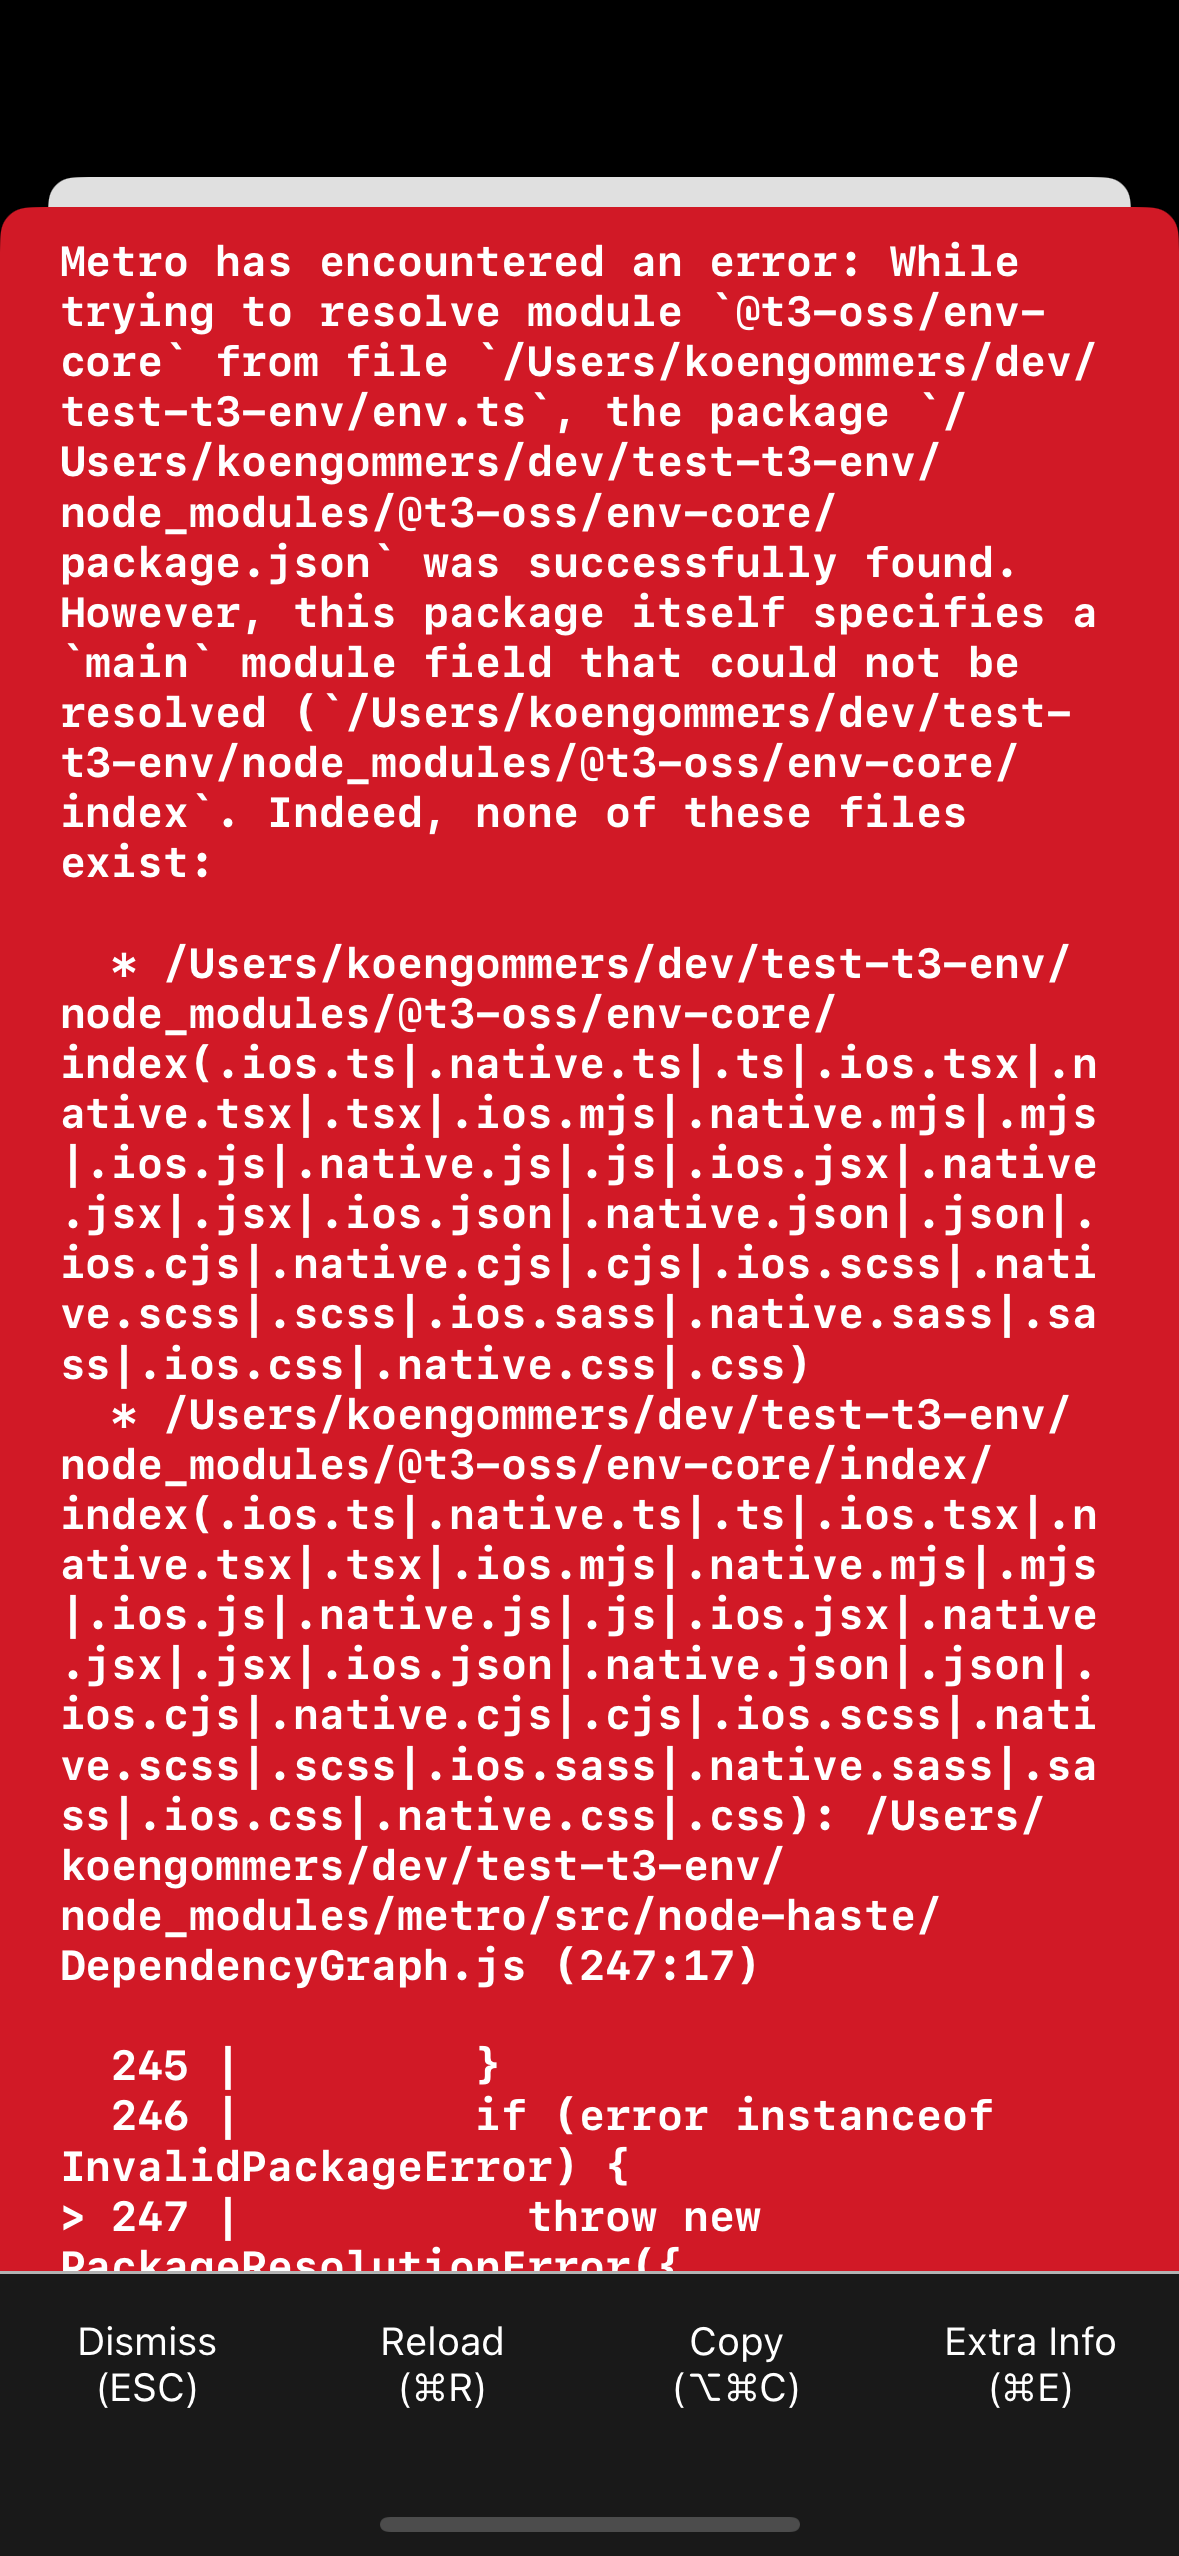 Metro has encountered an error: While
trying to resolve module `@t3-oss/env-
core` from file `/Users/koengommers/dev/
test-t3-env/env.ts`, the package `/
Users/koengommers/dev/test-t3-env/
node_modules/@t3-oss/env-core/
package.json` was successfully found.
However, this package itself specifies a
`main` module field that could not be
resolved (`/Users/koengommers/dev/test-
t3-env/node_modules/@t3-oss/env-core/
index`. Indeed, none of these files
exist:
* /Users/koengommers/dev/test-t3-env/
node_modules/@t3-oss/env-core/
index(.ios.ts|.native.ts|.ts|.ios.tsx|.n
ative.tsx|.tsx|.ios.mjs|.native.mjs|.mjs
|.ios.js|.native.js|.js|.ios.jsx|.native
.jsx|.jsx|.ios.json|.native.json|.json|.
ios.cjs|.native.cjs|.cjs|.ios.scss|.nati
ve.scss|.scss|.ios.sass|.native.sass|.sa
ss|.ios.css|.native.css|.css)
* /Users/koengommers/dev/test-t3-env/
node_modules/@t3-oss/env-core/index/
index(.ios.ts|.native.ts|.ts|.ios.tsx|.n
ative.tsx|.tsx|.ios.mjs|.native.mjs|.mjs
|.ios.js|.native.js|.js|.ios.jsx|.native
.jsx|.jsx|.ios.json|.native.json|.json|.
ios.cjs|.native.cjs|.cjs|.ios.scss|.nati
ve.scss|.scss|.ios.sass|.native.sass|.sa
ss|.ios.css|.native.css|.css): /Users/
koengommers/dev/test-t3-env/
node_modules/metro/src/node-haste/
DependencyGraph.js (247:17)
245 | }
246 | if (error instanceof
InvalidPackageError) {
> 247 | throw new
PackageResolutionError({
Dismiss
(ESC)
Reload
(⌘R)
Copy
(⌥⌘C)
Extra Info
(⌘E)